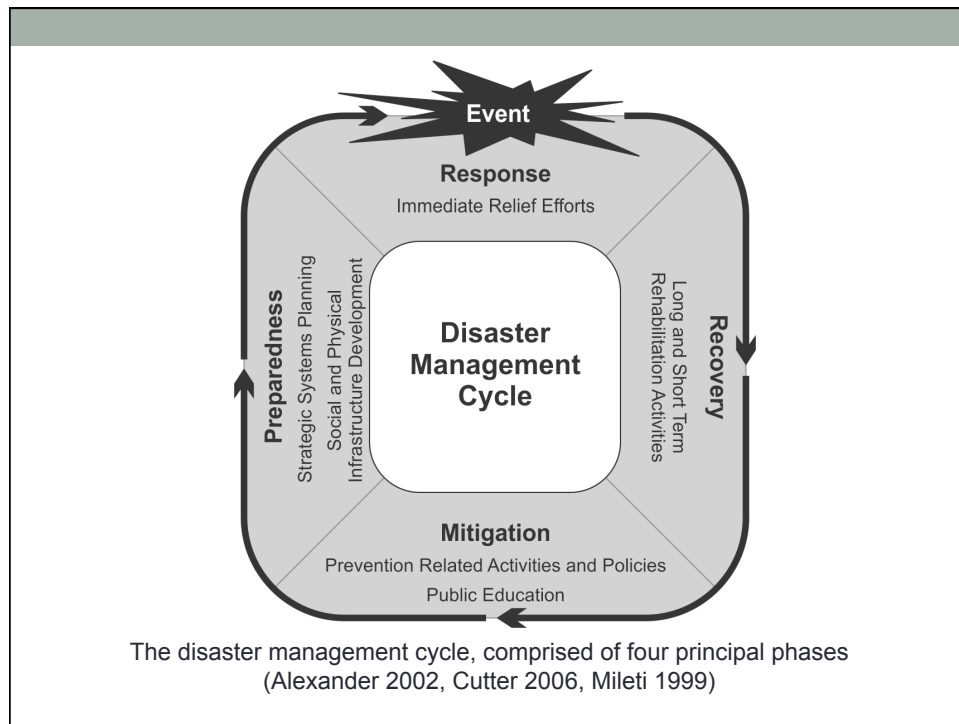 Event
Response
Immediate Relief Efforts
Recovery
Long and Short Term
Rehabilitation Activities
Mitigation
Prevention Related Activities and Policies
Public Education
Preparedness
Strategic Systems Planning
Social and Physical
Infrastructure Development
Disaster
Management
Cycle
The disaster management cycle, comprised of four principal phases
(Alexander 2002, Cutter 2006, Mileti 1999)